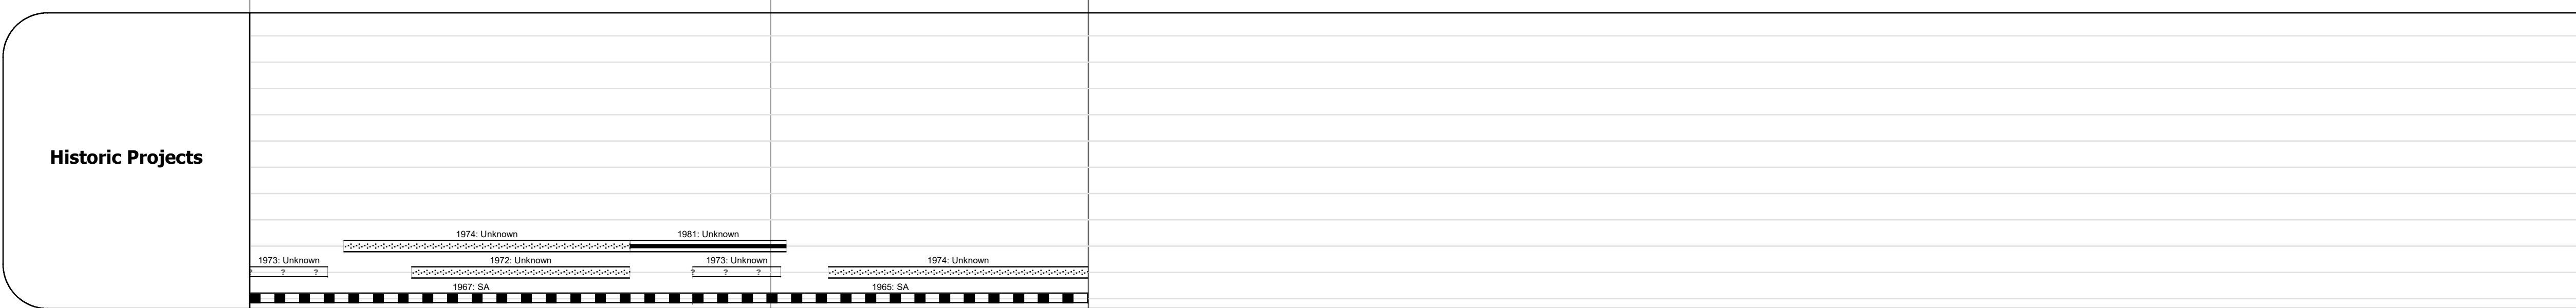 Historic Projects
1974: Unknown 1981: Unknown
1973: Unknown 1972: Unknown 1973: Unknown 1974: Unknown
? ? ? ? ? ?
1967: SA 1965: SA